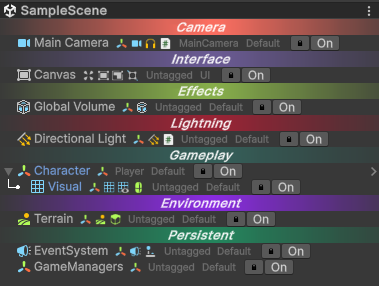 SampleScene
Camera
Main Camera MainCamera Default On
Interface
Canvas Untagged UI On
Effects
Global Volume Untagged Default On
Lightning
Directional Light Untagged Default On
Gameplay
Character Player Default On
Visual Untagged Default On
Environment
Terrain Untagged Default On
Persistent
EventSystem Untagged Default On
GameManagers Untagged Default On